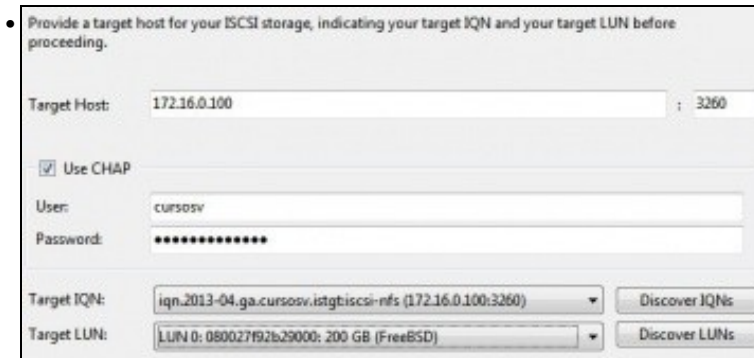 Provide a target host for your ISCSI storage, indicating your target IQN and your target LUN before
proceeding.
Target Host: 172.16.0.100 : 3260
Use CHAP
User: cursosv
Password: •••••••••••••
Target IQN: iqn.2013-04.ga.cursosv.istgt:iscsi-nfs (172.16.0.100:3260) Discover IQNs
Target LUN: LUN 0: 080027f92b29000: 200 GB (FreeBSD) Discover LUNs